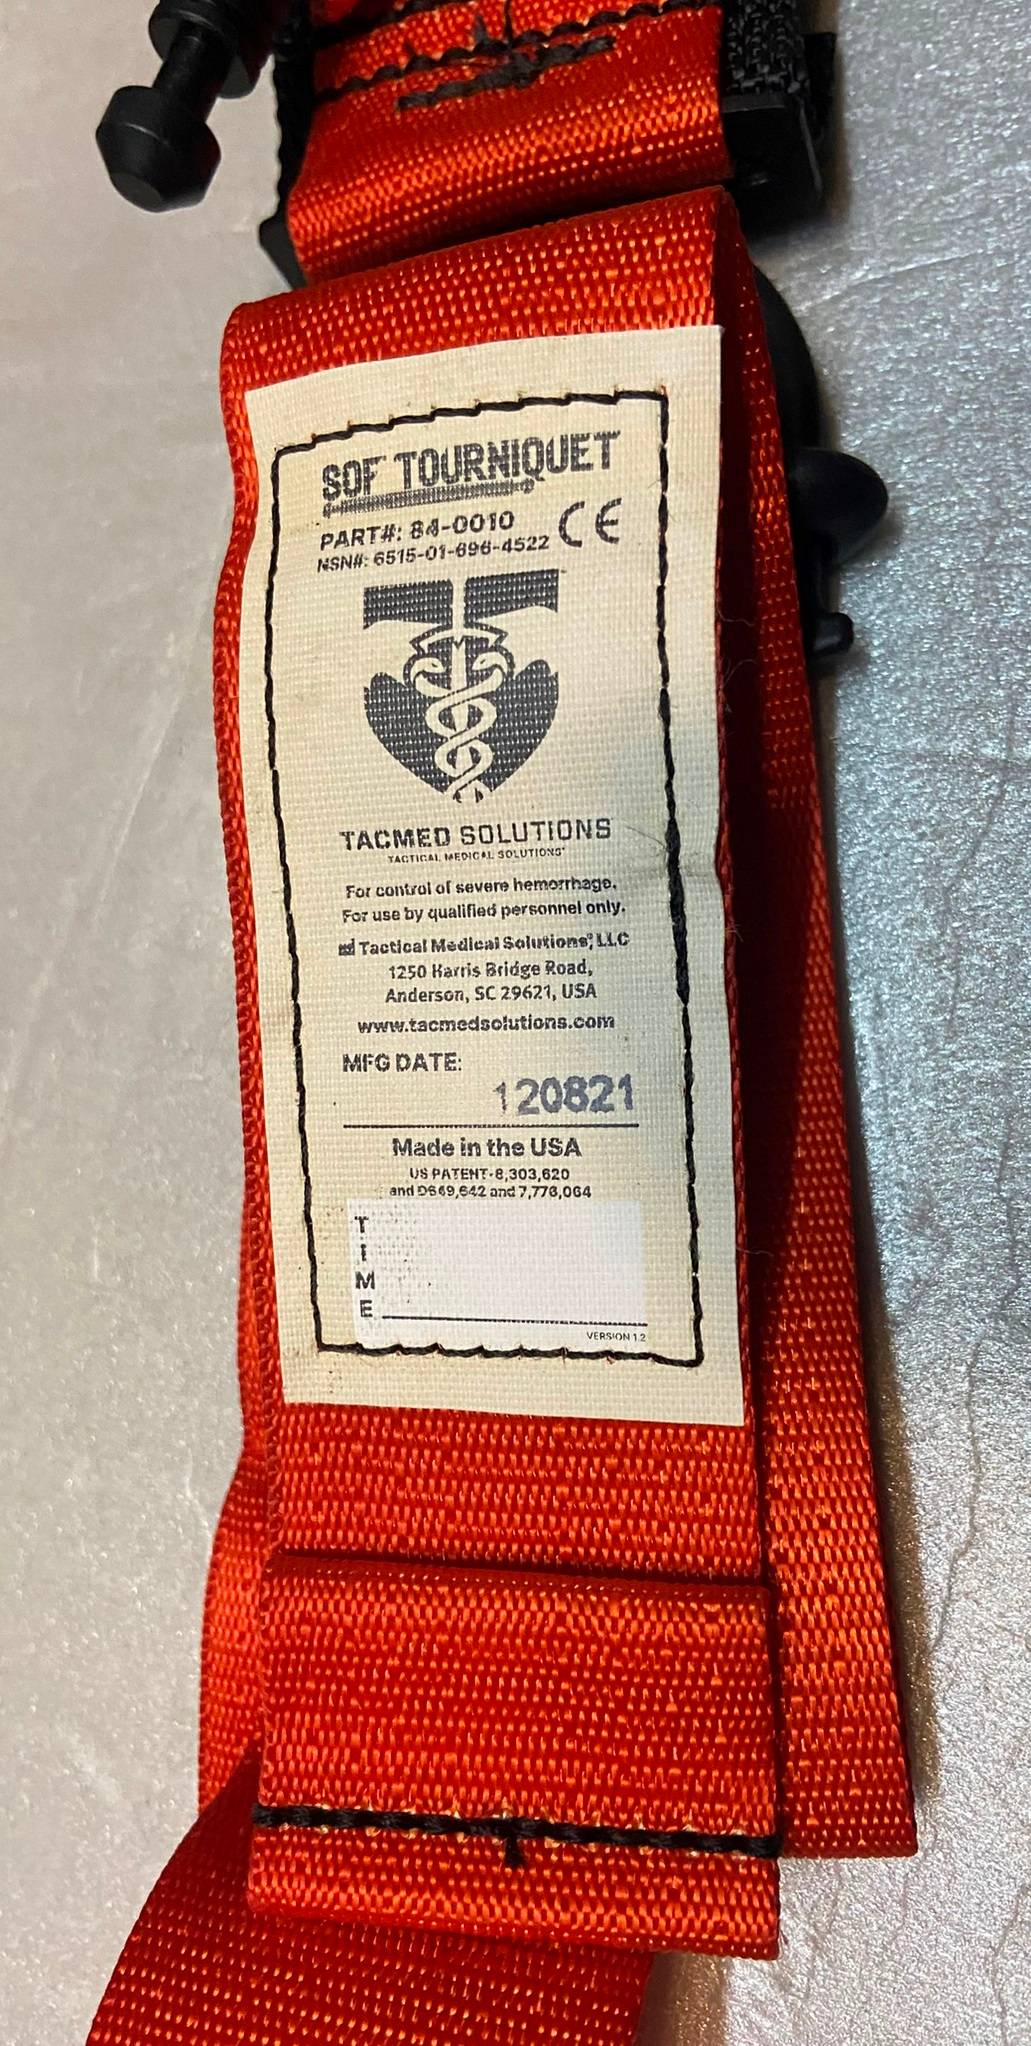 SOF TOURNIQUET
PART#: 84-0010
CE
NSN#: 6515-01-696-4522
TACMED SOLUTIONS
TACTICAL MEDICAL SOLUTIONS
For control of severe hemorrhage.
For use by qualified personnel only.
Tactical Medical Solutions®, LLC
1250 Harris Bridge Road,
Anderson, SC 29621, USA
www.tacmedsolutions.com
MFG DATE:
120821
Made in the USA
US PATENT-8,303,620
and D649,642 and 7,776,064
TIME
VERSION 1.2